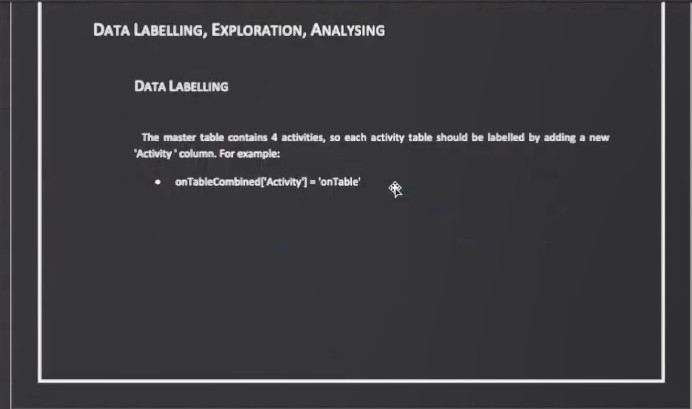 DATA LABELLING, EXPLORATION, ANALYSING
DATA LABELLING
The master table contains 4 activities, so each activity table should be labelled by adding a new
'Activity ' column. For example:
• onTableCombined['Activity'] = 'onTable'